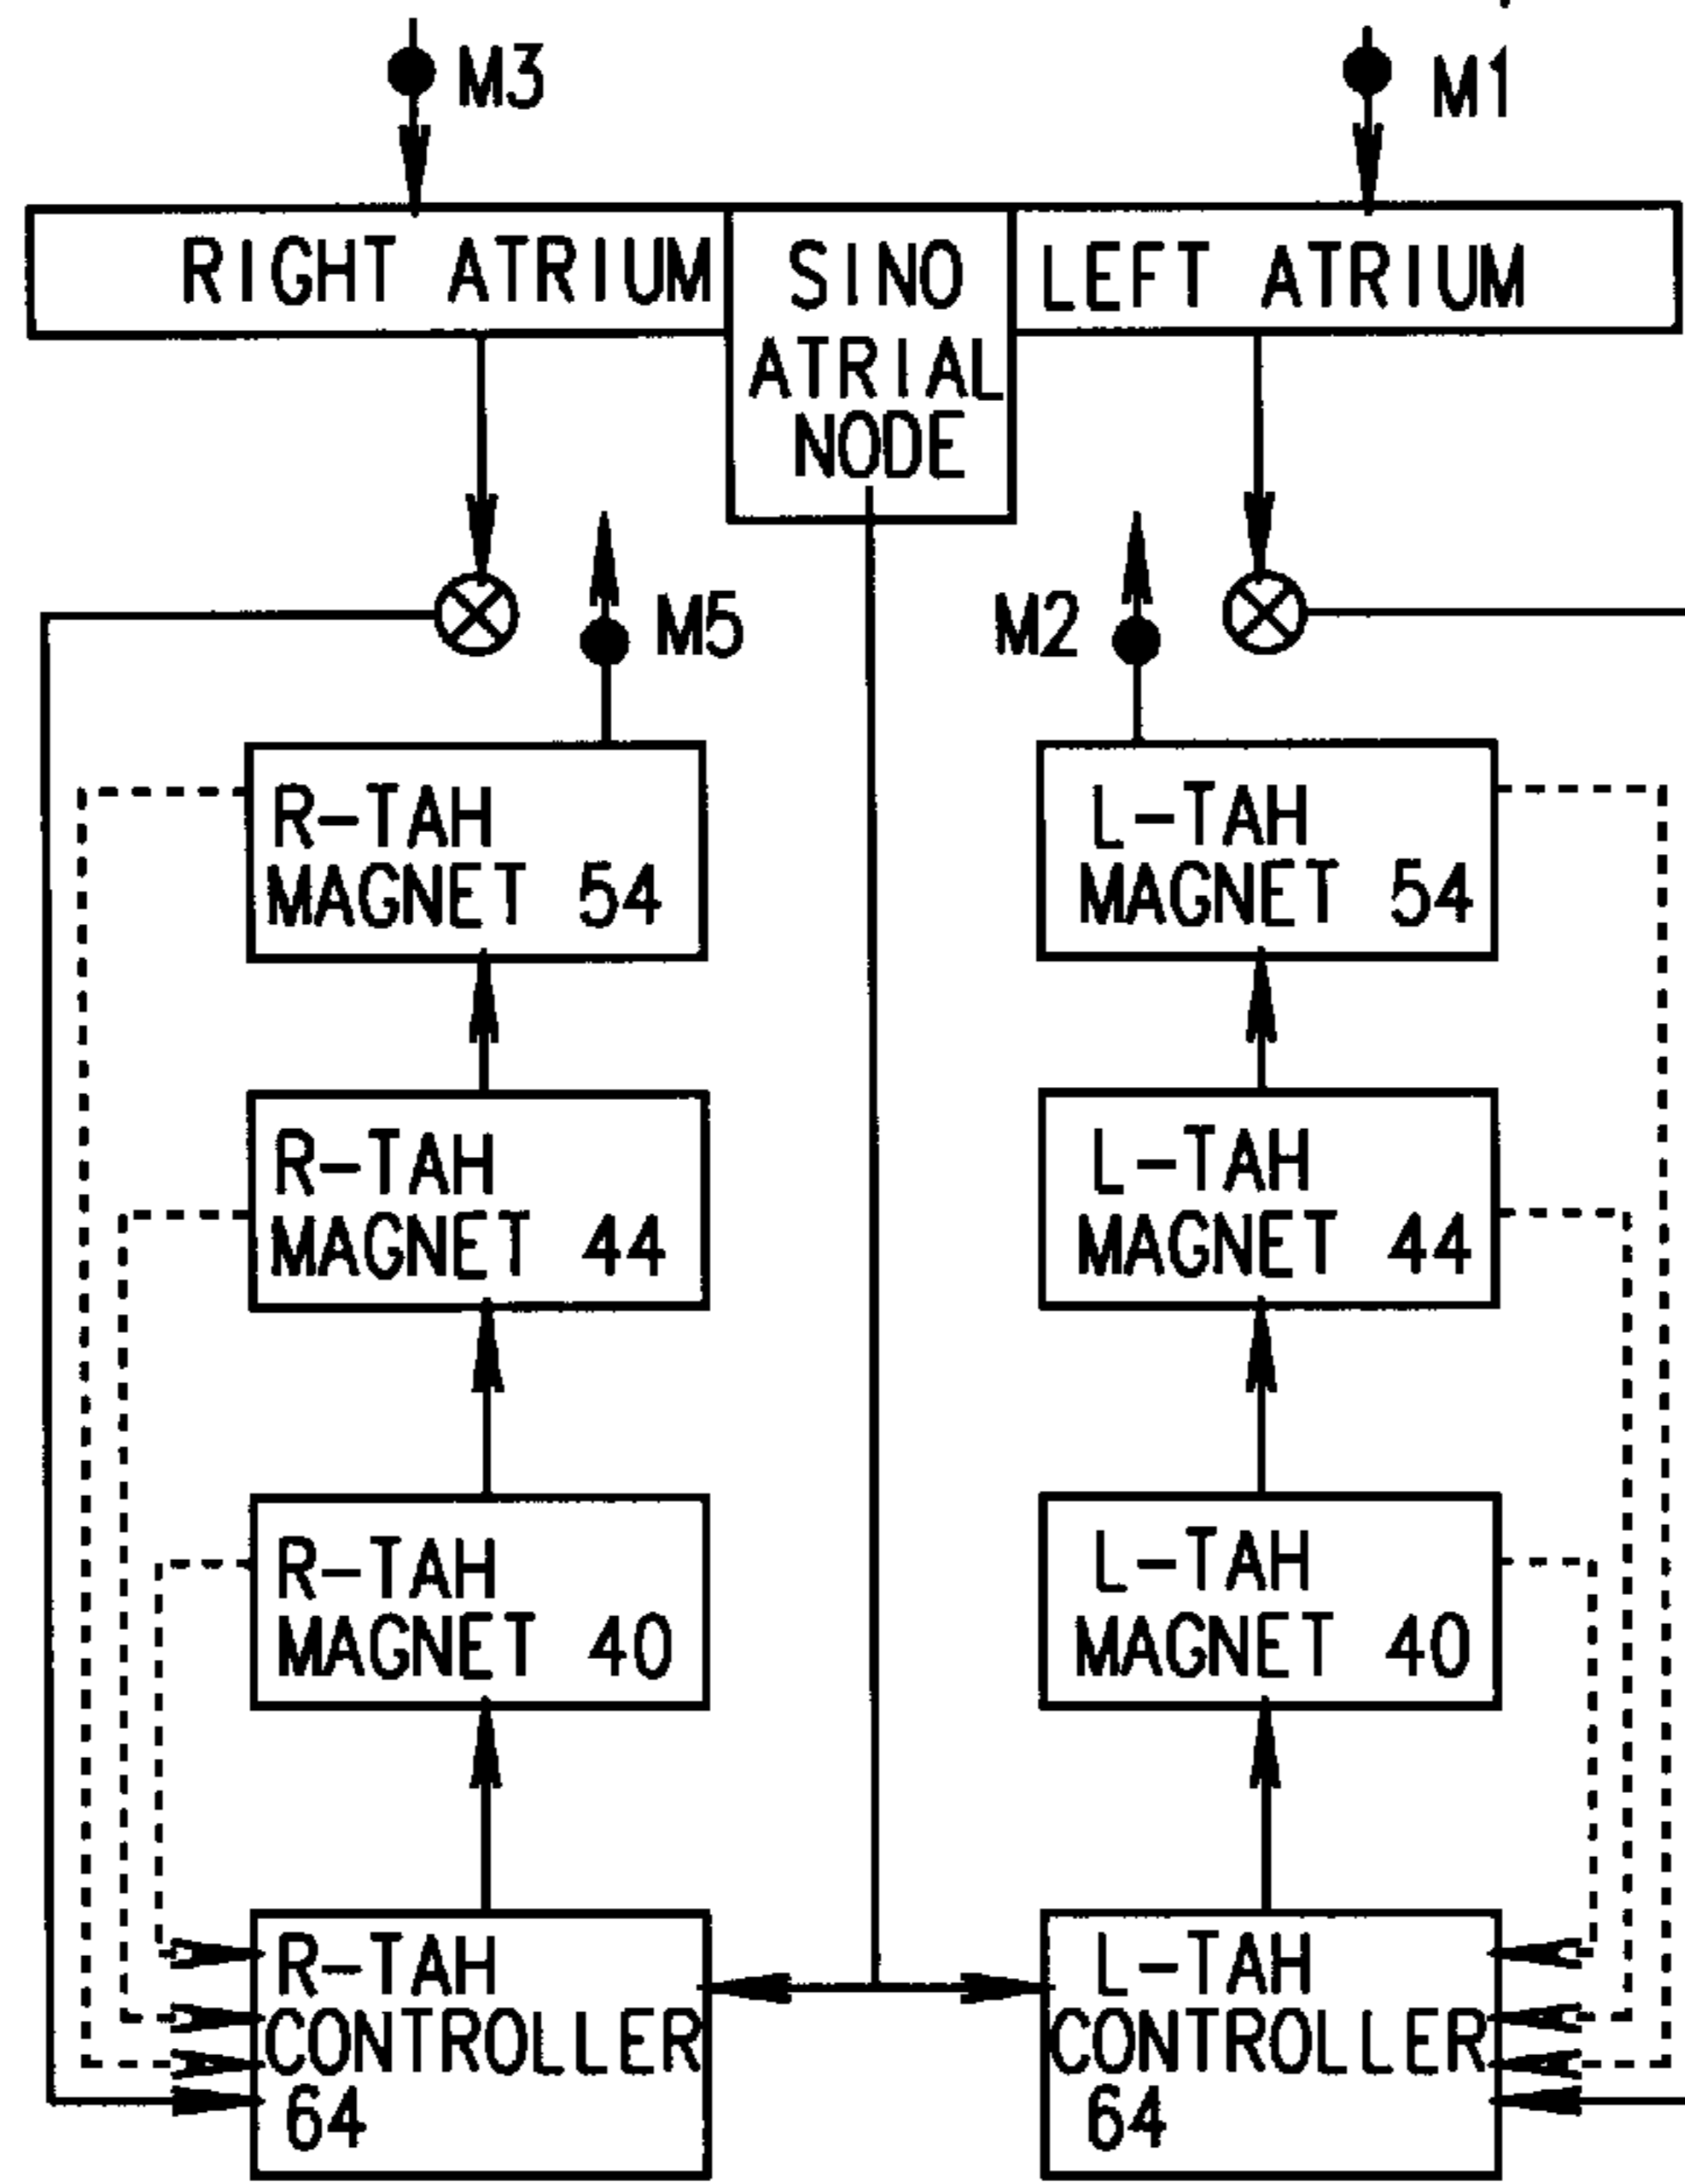 M3
M1
RIGHT ATRIUM
SINO
ATRIAL
NODE
LEFT ATRIUM
M5
M2
R-TAH
MAGNET 54
L-TAH
MAGNET 54
R-TAH
MAGNET 44
L-TAH
MAGNET 44
R-TAH
MAGNET 40
L-TAH
MAGNET 40
R-TAH
CONTROLLER
64
L-TAH
CONTROLLER
64